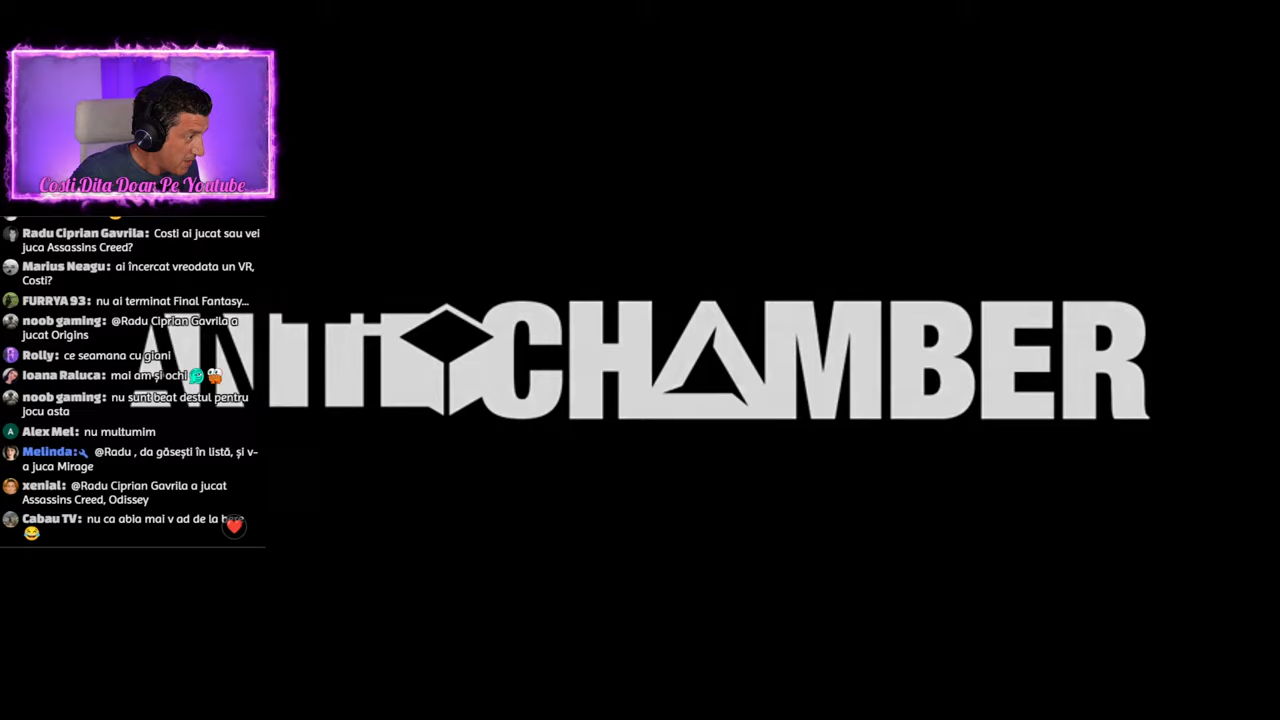 Costi Dita Doar Pe Youtube
Radu Ciprian Gavrila: Costi ai jucat sau vei
juca Assassins Creed?
Marius Neagu: ai încercat vreodata un VR,
Costi?
FURRYA 93: nu ai terminat Final Fantasy...
noob gaming: @Radu Ciprian Gavrila a
jucat Origins
Rolly: ce seamana cu giani
Ioana Raluca: mai am și ochi
noob gaming: nu sunt beat destul pentru
jocu asta
A Alex Mel: nu multumim
Melinda: @Radu , da găsești în listă, și v-
a juca Mirage
xenial: @Radu Ciprian Gavrila a jucat
Assassins Creed, Odissey
Cabau TV: nu ca abia mai v ad de la
ANTICHAMBER